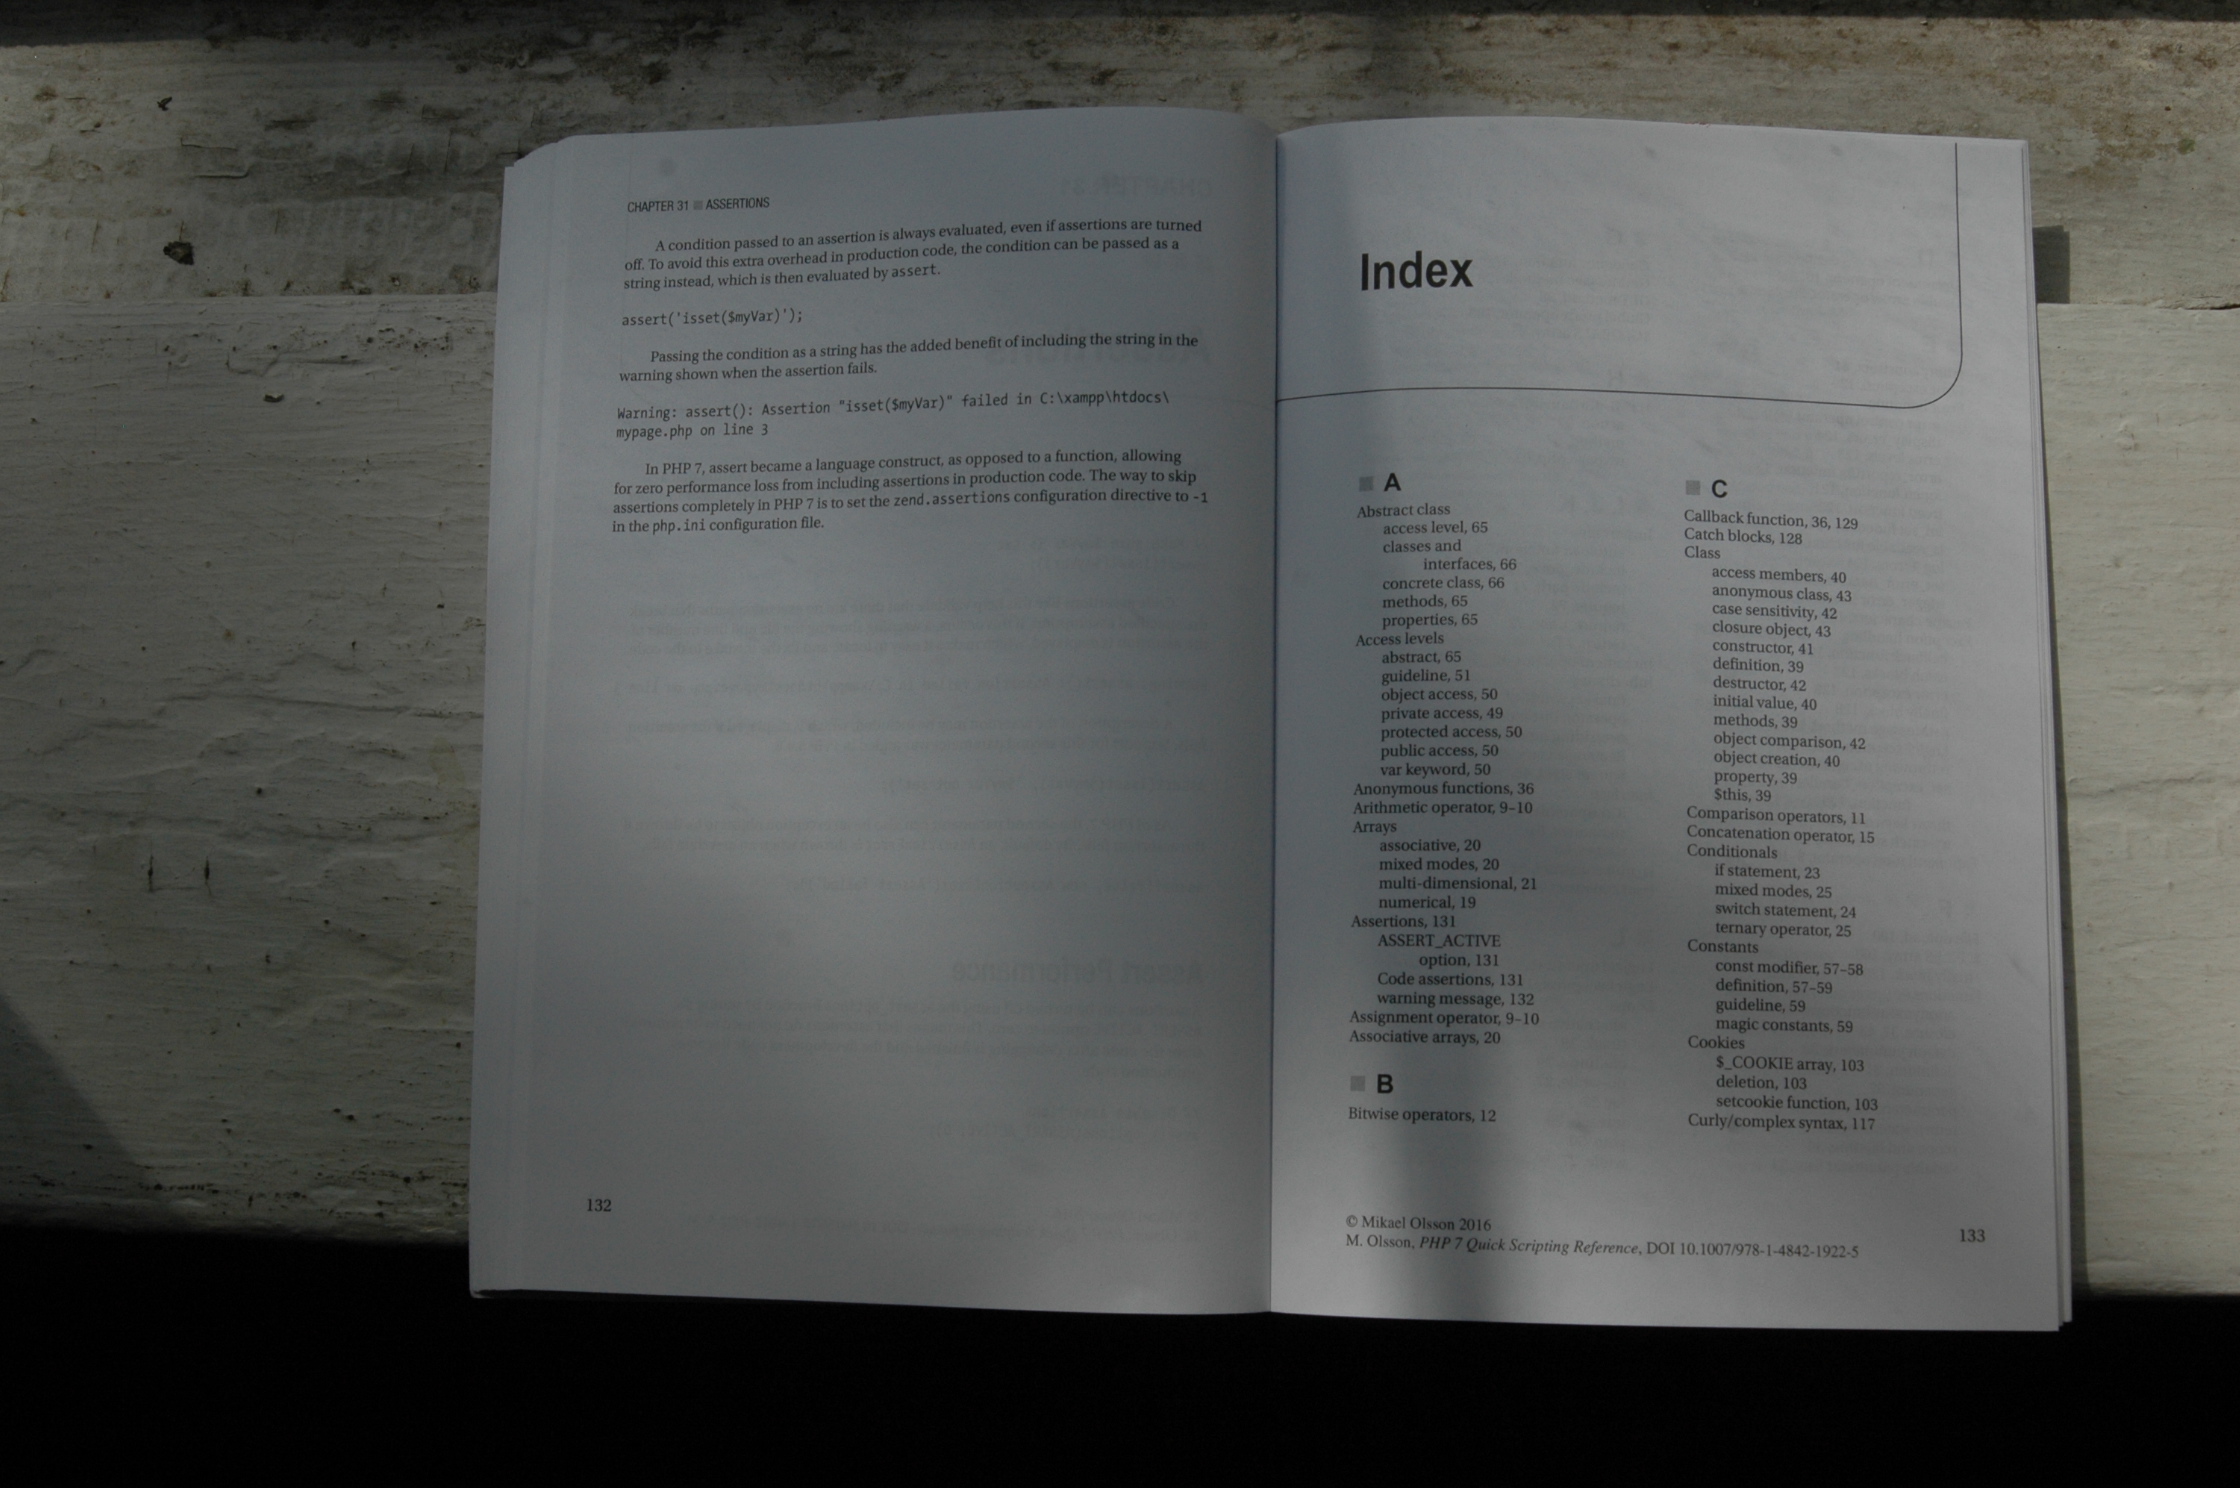 CHAPTER 31 ■ ASSERTIONS
A condition passed to an assertion is always evaluated, even if assertions are turned
off. To avoid this extra overhead in production code, the condition can be passed as a
string instead, which is then evaluated by assert.
assert('isset($myVar)');
Passing the condition as a string has the added benefit of including the string in the
warning shown when the assertion fails.
Warning: assert(): Assertion "isset($myVar)" failed in C:\xampp\htdocs\
mypage.php on line 3
In PHP 7, assert became a language construct, as opposed to a function, allowing
for zero performance loss from including assertions in production code. The way to skip
assertions completely in PHP 7 is to set the zend.assertions configuration directive to -1
in the php.ini configuration file.
132
Index
■ A
Abstract class
access level, 65
classes and
interfaces, 66
concrete class, 66
methods, 65
properties, 65
Access levels
abstract, 65
guideline, 51
object access, 50
private access, 49
protected access, 50
public access, 50
var keyword, 50
Anonymous functions, 36
Arithmetic operator, 9–10
Arrays
associative, 20
mixed modes, 20
multi-dimensional, 21
numerical, 19
Assertions, 131
ASSERT_ACTIVE
option, 131
Code assertions, 131
warning message, 132
Assignment operator, 9–10
Associative arrays, 20
■ B
Bitwise operators, 12
■ C
Callback function, 36, 129
Catch blocks, 128
Class
access members, 40
anonymous class, 43
case sensitivity, 42
closure object, 43
constructor, 41
definition, 39
destructor, 42
initial value, 40
methods, 39
object comparison, 42
object creation, 40
property, 39
$this, 39
Comparison operators, 11
Concatenation operator, 15
Conditionals
if statement, 23
mixed modes, 25
switch statement, 24
ternary operator, 25
Constants
const modifier, 57–58
definition, 57–59
guideline, 59
magic constants, 59
Cookies
$_COOKIE array, 103
deletion, 103
setcookie function, 103
Curly/complex syntax, 117
© Mikael Olsson 2016
M. Olsson, PHP 7 Quick Scripting Reference, DOI 10.1007/978-1-4842-1922-5
133